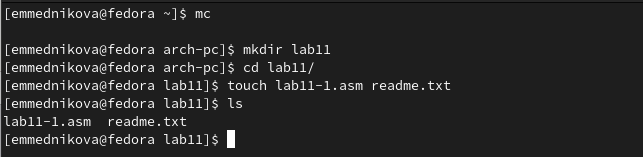 [emmednikova@fedora ~]$ mc
[emmednikova@fedora arch-pc]$ mkdir lab11
[emmednikova@fedora arch-pc]$ cd lab11/
[emmednikova@fedora lab11]$ touch lab11-1.asm readme.txt
[emmednikova@fedora lab11]$ ls
lab11-1.asm  readme.txt
[emmednikova@fedora lab11]$